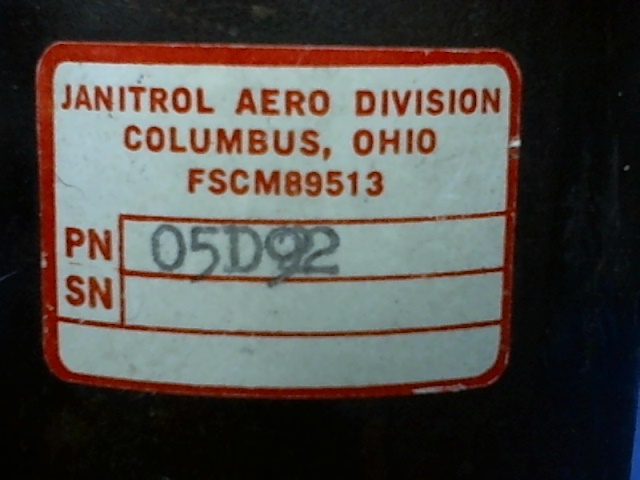 JANITROL AERO DIVISION
COLUMBUS, OHIO
FSCM89513
PN 05D92
SN